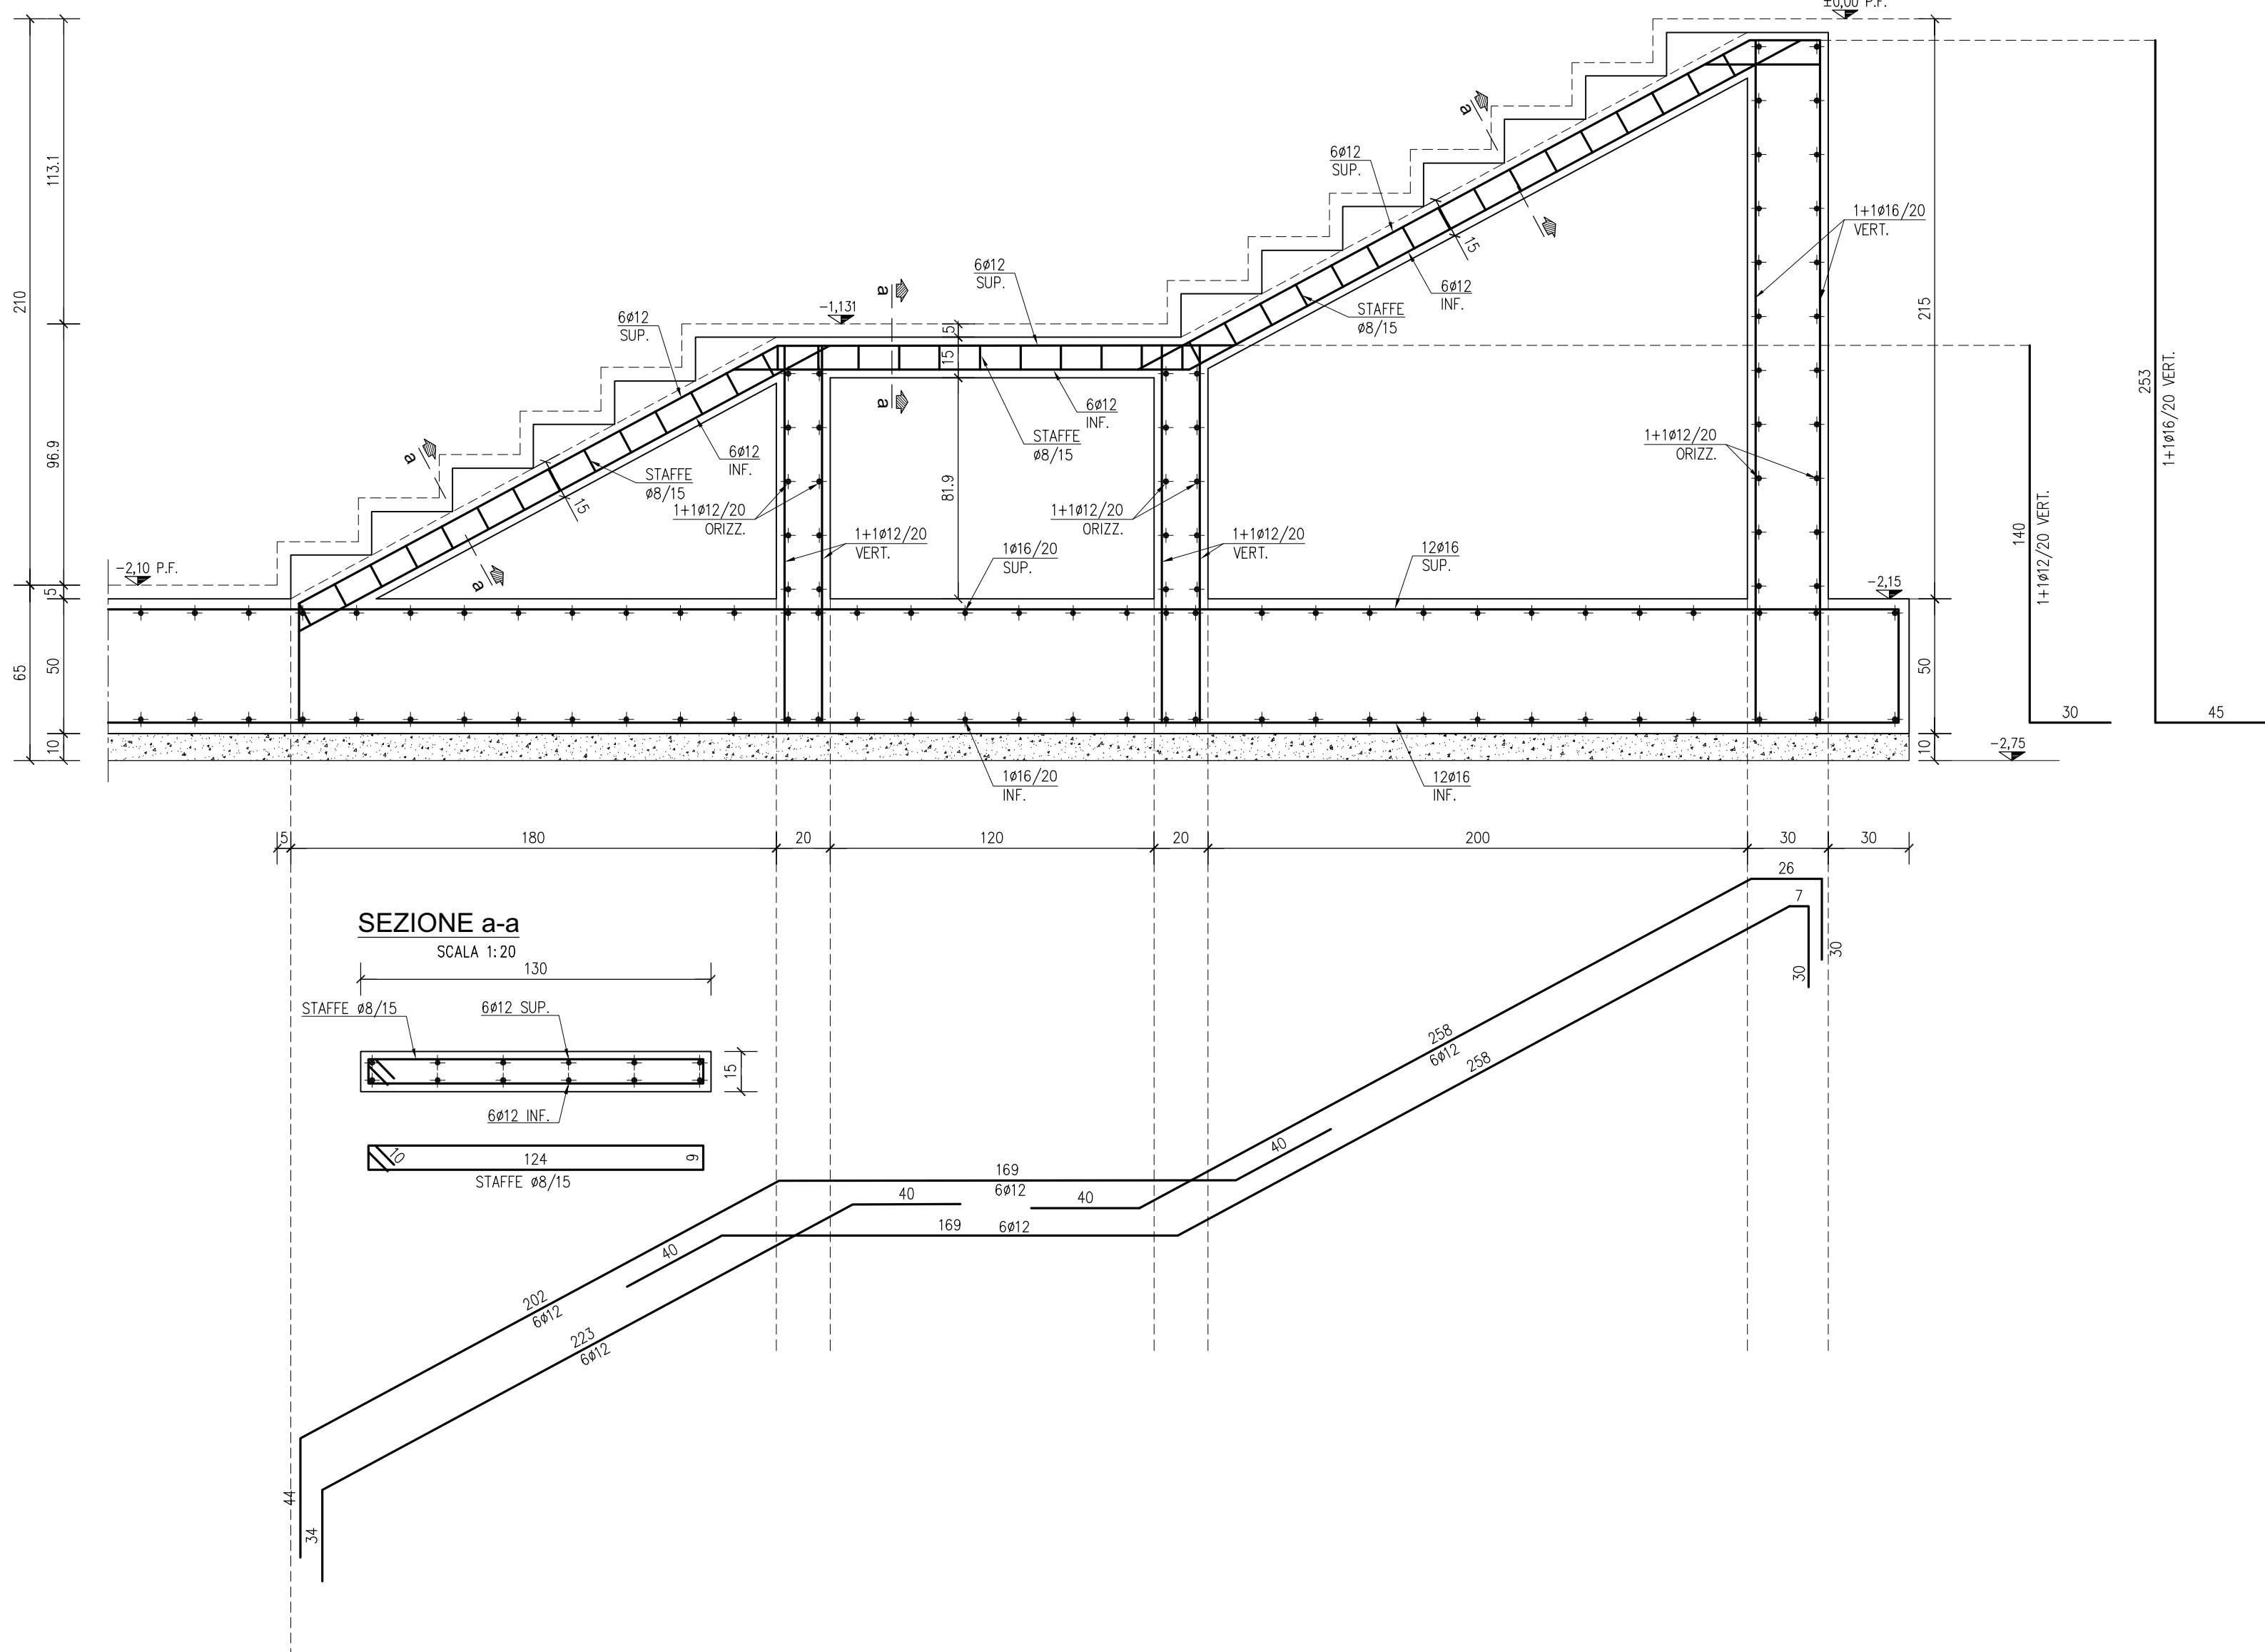 ±0,00 P.F.
210
113.1
96.9
5
65
50
10
6ø12
SUP.
a
15
6ø12
INF.
STAFFE
ø8/15
a
1+1ø16/20
VERT.
215
253
1+1ø16/20 VERT.
6ø12
SUP.
-1,131
a
5
15
a
6ø12
SUP.
6ø12
INF.
STAFFE
ø8/15
81.9
a
15
6ø12
INF.
STAFFE
ø8/15
a
1+1ø12/20
ORIZZ.
1+1ø12/20
VERT.
1+1ø12/20
ORIZZ.
1+1ø12/20
VERT.
1+1ø12/20
ORIZZ.
140
1+1ø12/20 VERT.
-2,10 P.F.
1ø16/20
SUP.
12ø16
SUP.
-2,15
50
10
-2,75
30
45
1ø16/20
INF.
12ø16
INF.
5
180
20
120
20
200
30
30
SEZIONE a-a
SCALA 1:20
130
STAFFE ø8/15
6ø12 SUP.
15
6ø12 INF.
10
124
9
STAFFE ø8/15
26
7
30
30
258
6ø12
258
40
169
6ø12
40
40
169
6ø12
40
202
6ø12
223
6ø12
44
34